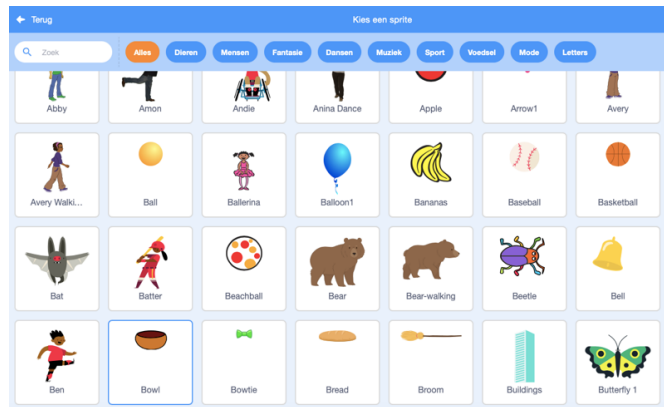 Terug
Kies een sprite
Zoek
Alles Dieren Mensen Fantasie Dansen Muziek Sport Voedsel Mode Letters
Abby Amon Andie Anina Dance Apple Arrow1 Avery
Avery Walki... Ball Ballerina Balloon1 Bananas Baseball Basketball
Bat Batter Beachball Bear Bear-walking Beetle Bell
Ben Bowl Bowtie Bread Broom Buildings Butterfly 1